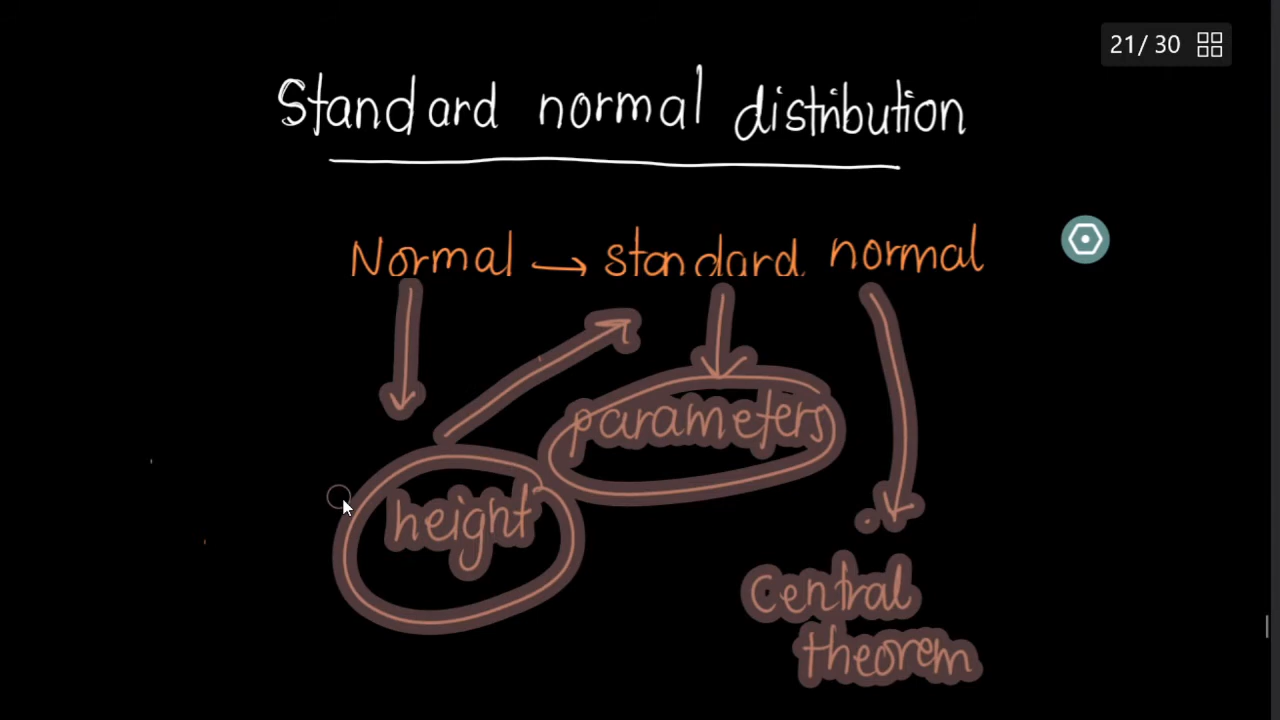 21/ 30
Standard normal distribution
Normal → standard normal
parameters
height
Central
theorem